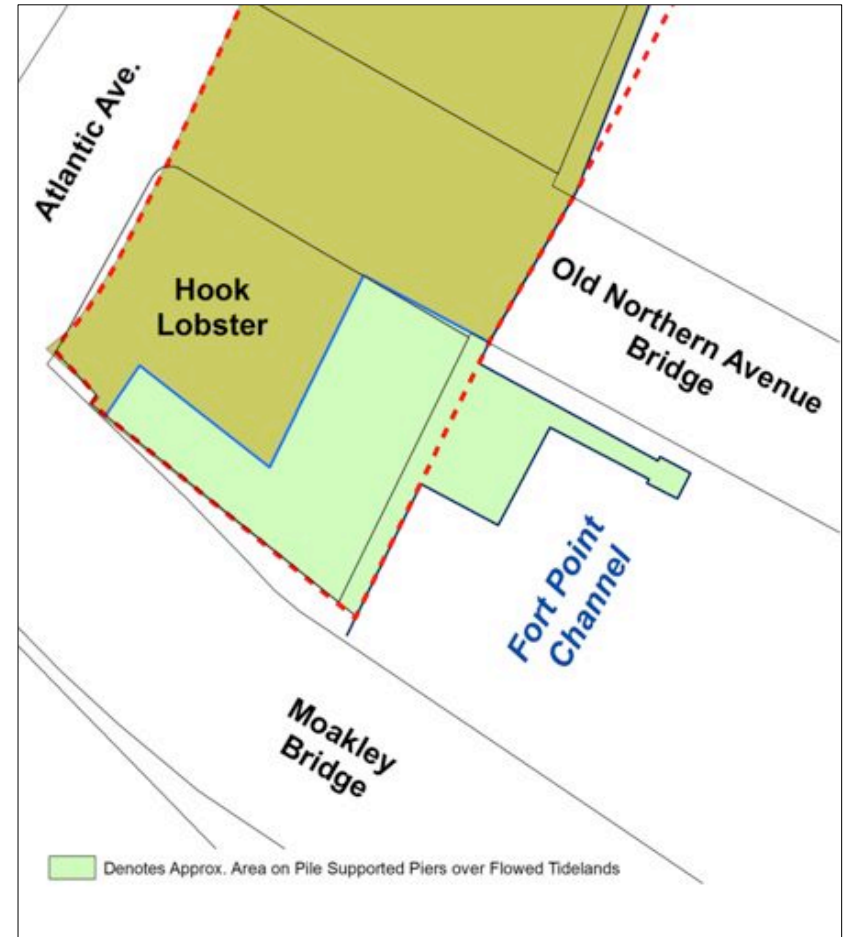 Atlantic Ave.
Hook
Lobster
Old Northern Avenue
Bridge
Fort Point
Channel
Moakley
Bridge
Denotes Approx. Area on Pile Supported Piers over Flowed Tidelands